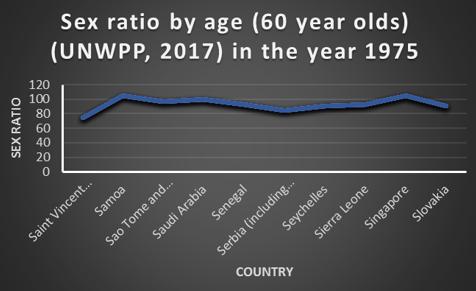 Sex ratio by age (60 year olds)
(UNWPP, 2017) in the year 1975
SEX RATIO
120
100
80
60
40
20
0
Saint Vincent...
Samoa
Sao Tome and...
Saudi Arabia
Senegal
Serbia (including...
Seychelles
Sierra Leone
Singapore
Slovakia
COUNTRY